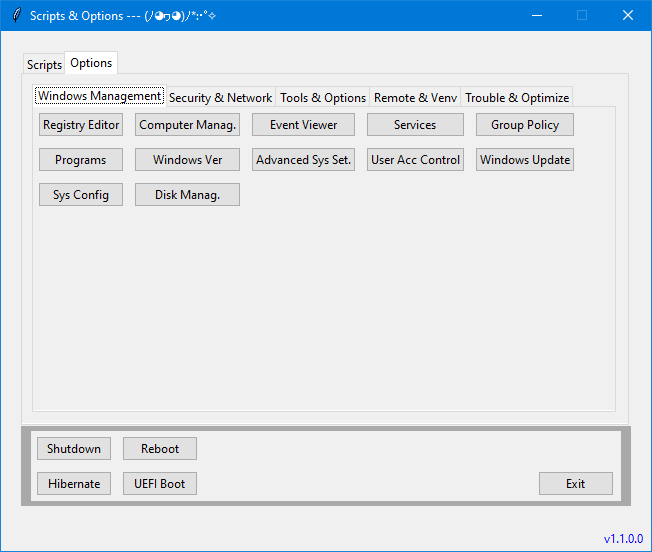 Scripts & Options --- (ﾉ◕ヮ◕)ﾉ*:･ﾟ✧
Scripts Options
Windows Management Security & Network Tools & Options Remote & Venv Trouble & Optimize
Registry Editor Computer Manag. Event Viewer Services Group Policy
Programs Windows Ver Advanced Sys Set. User Acc Control Windows Update
Sys Config Disk Manag.
Shutdown Reboot
Hibernate UEFI Boot Exit
v1.1.0.0